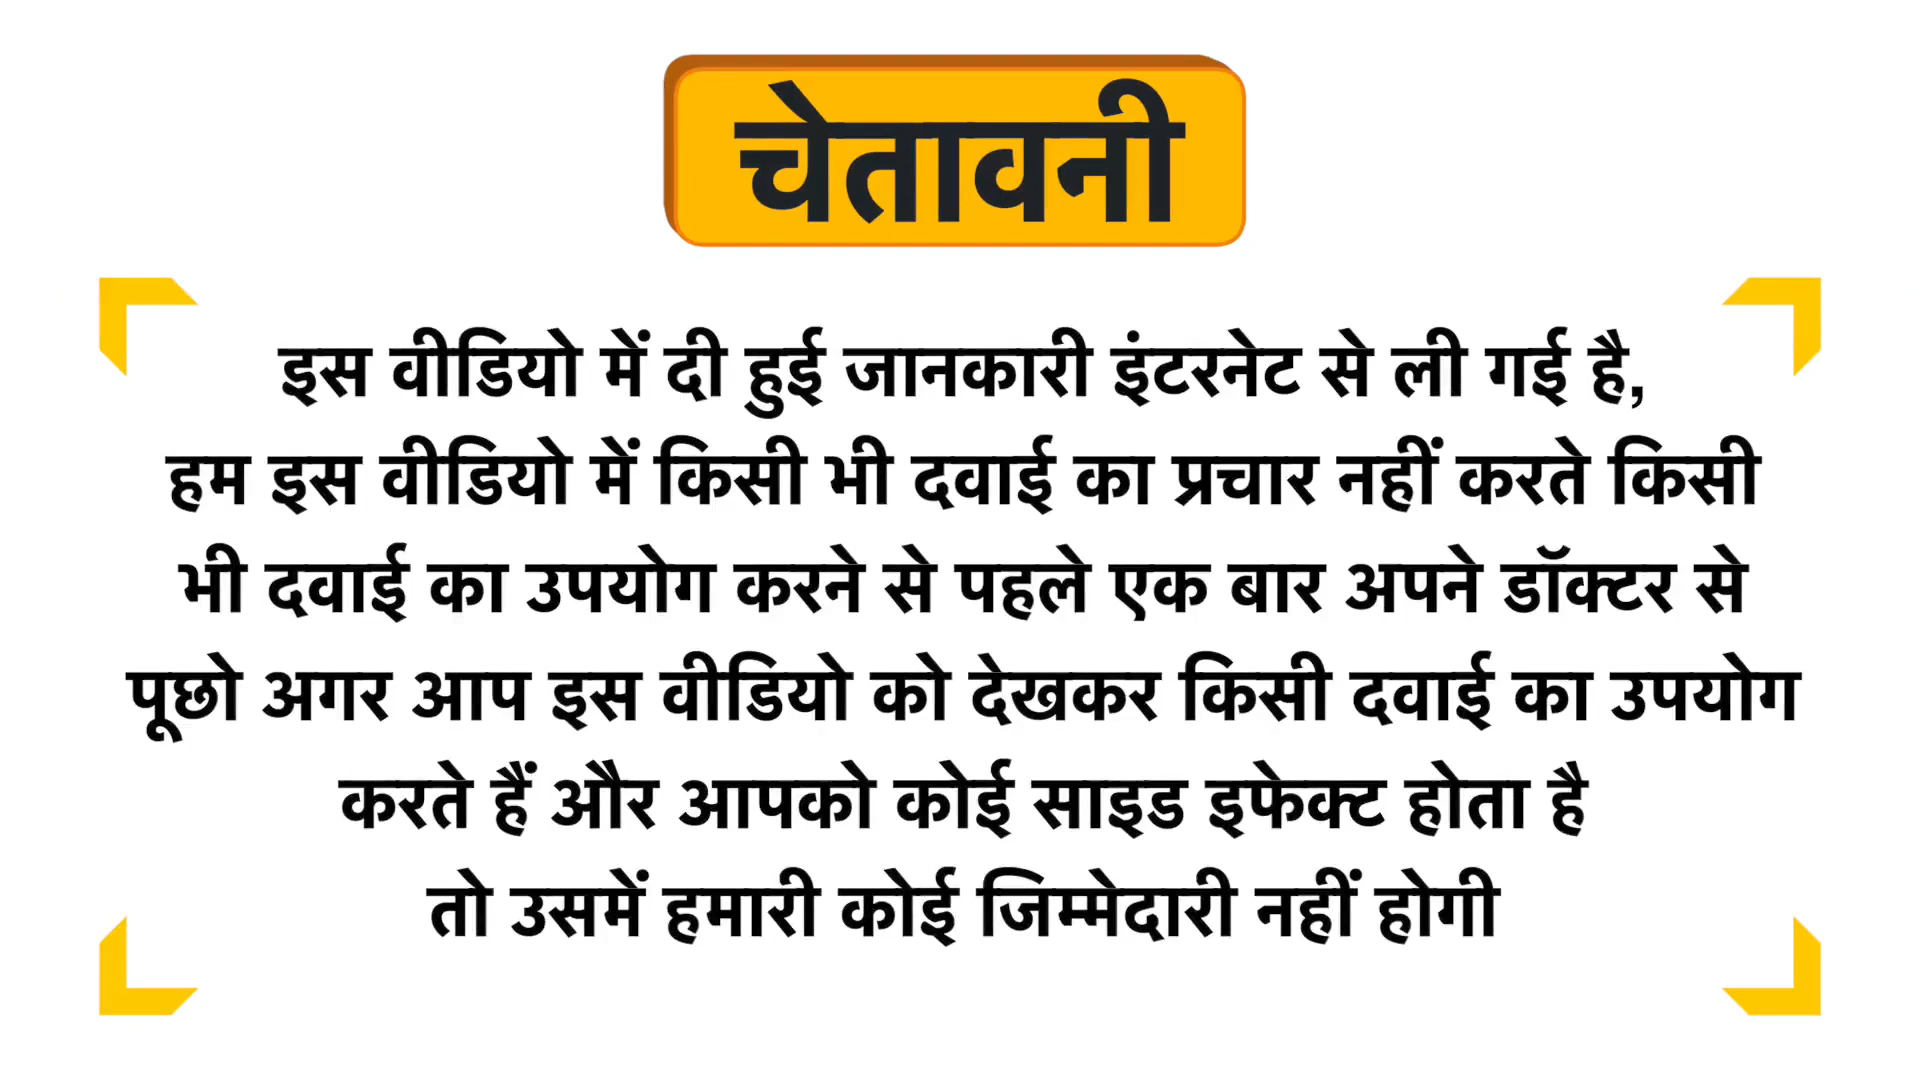 चेतावनी
इस वीडियो में दी हुई जानकारी इंटरनेट से ली गई है,
हम इस वीडियो में किसी भी दवाई का प्रचार नहीं करते किसी
भी दवाई का उपयोग करने से पहले एक बार अपने डॉक्टर से
पूछो अगर आप इस वीडियो को देखकर किसी दवाई का उपयोग
करते हैं और आपको कोई साइड इफेक्ट होता है
तो उसमें हमारी कोई जिम्मेदारी नहीं होगी